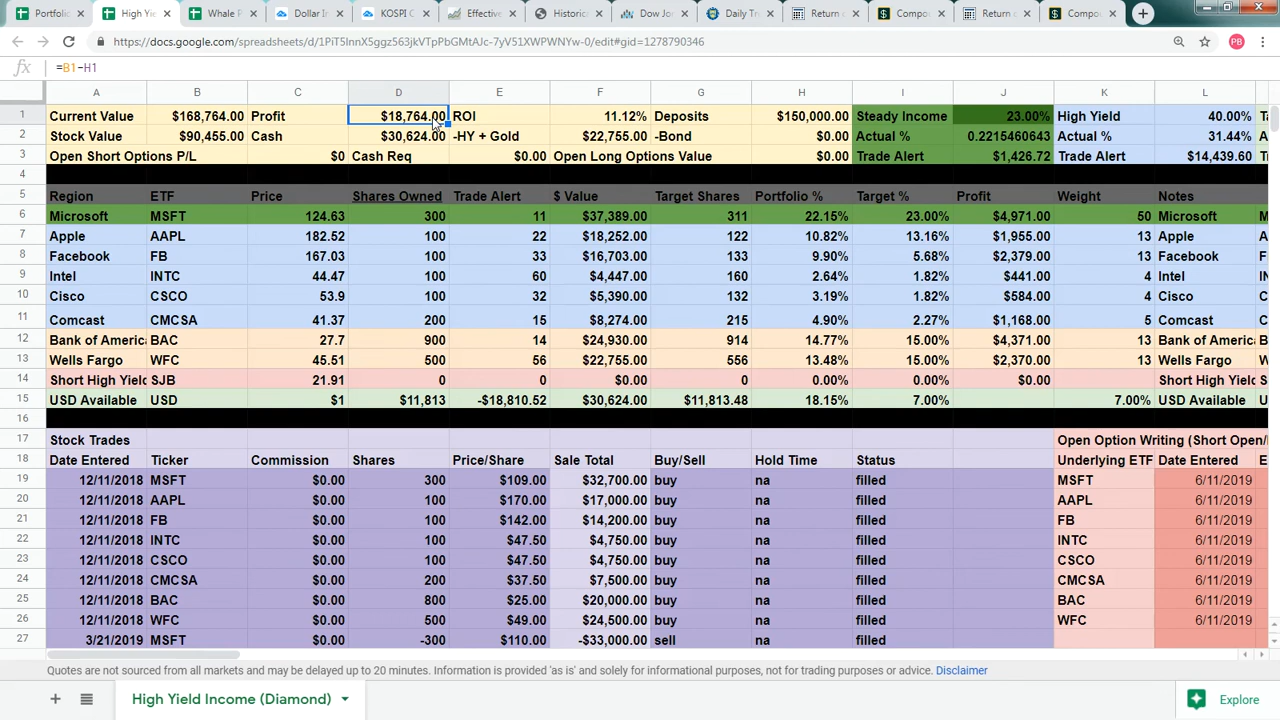 Portfolio High Yie Whale P Dollar In KOSPI C Effective Historic Dow Jo Daily Tr Return o Compou Return o Compou
https://docs.google.com/spreadsheets/d/1PiT5InnX5ggz563jkVTpPbGMtAJc-7yV51XWPWNYw-0/edit#gid=1278790346 PB
fx =B1-H1
A B C D E F G H I J K L
1 Current Value $168,764.00 Profit $18,764.00 ROI 11.12% Deposits $150,000.00 Steady Income 23.00% High Yield 40.00%
2 Stock Value $90,455.00 Cash $30,624.00 -HY + Gold $22,755.00 -Bond $0.00 Actual % 0.2215460643 Actual % 31.44%
3 Open Short Options P/L $0 Cash Req $0.00 Open Long Options Value $0.00 Trade Alert $1,426.72 Trade Alert $14,439.60
4
5 Region ETF Price Shares Owned Trade Alert $ Value Target Shares Portfolio % Target % Profit Weight Notes
6 Microsoft MSFT 124.63 300 11 $37,389.00 311 22.15% 23.00% $4,971.00 50 Microsoft
7 Apple AAPL 182.52 100 22 $18,252.00 122 10.82% 13.16% $1,955.00 13 Apple
8 Facebook FB 167.03 100 33 $16,703.00 133 9.90% 5.68% $2,379.00 13 Facebook
9 Intel INTC 44.47 100 60 $4,447.00 160 2.64% 1.82% $441.00 4 Intel
10 Cisco CSCO 53.9 100 32 $5,390.00 132 3.19% 1.82% $584.00 4 Cisco
11 Comcast CMCSA 41.37 200 14 $8,274.00 215 4.90% 2.27% $1,168.00 5 Comcast
12 Bank of America BAC 27.7 900 14 $24,930.00 914 14.77% 15.00% $4,371.00 13 Bank of America
13 Wells Fargo WFC 45.51 500 56 $22,755.00 556 13.48% 15.00% $2,370.00 13 Wells Fargo
14 Short High Yield SJB 21.91 0 0 $0.00 0 0.00% 0.00% $0.00 Short High Yield
15 USD Available USD $1 $11,813 -$18,810.52 $30,624.00 $11,813.48 18.15% 7.00% 7.00% USD Available
16
17 Stock Trades Open Option Writing (Short Open/
18 Date Entered Ticker Commission Shares Price/Share Sale Total Buy/Sell Hold Time Status Underlying ETF Date Entered
19 12/11/2018 MSFT $0.00 300 $109.00 $32,700.00 buy na filled MSFT 6/11/2019
20 12/11/2018 AAPL $0.00 100 $170.00 $17,000.00 buy na filled AAPL 6/11/2019
21 12/11/2018 FB $0.00 100 $142.00 $14,200.00 buy na filled FB 6/11/2019
22 12/11/2018 INTC $0.00 100 $47.50 $4,750.00 buy na filled INTC 6/11/2019
23 12/11/2018 CSCO $0.00 100 $47.50 $4,750.00 buy na filled CSCO 6/11/2019
24 12/11/2018 CMCSA $0.00 200 $37.50 $7,500.00 buy na filled CMCSA 6/11/2019
25 12/11/2018 BAC $0.00 800 $25.00 $20,000.00 buy na filled BAC 6/11/2019
26 12/11/2018 WFC $0.00 500 $49.00 $24,500.00 buy na filled WFC 6/11/2019
27 3/21/2019 MSFT $0.00 -300 $110.00 -$33,000.00 sell na filled
Quotes are not sourced from all markets and may be delayed up to 20 minutes. Information is provided 'as is' and solely for informational purposes, not for trading purposes or advice. Disclaimer
High Yield Income (Diamond) Explore